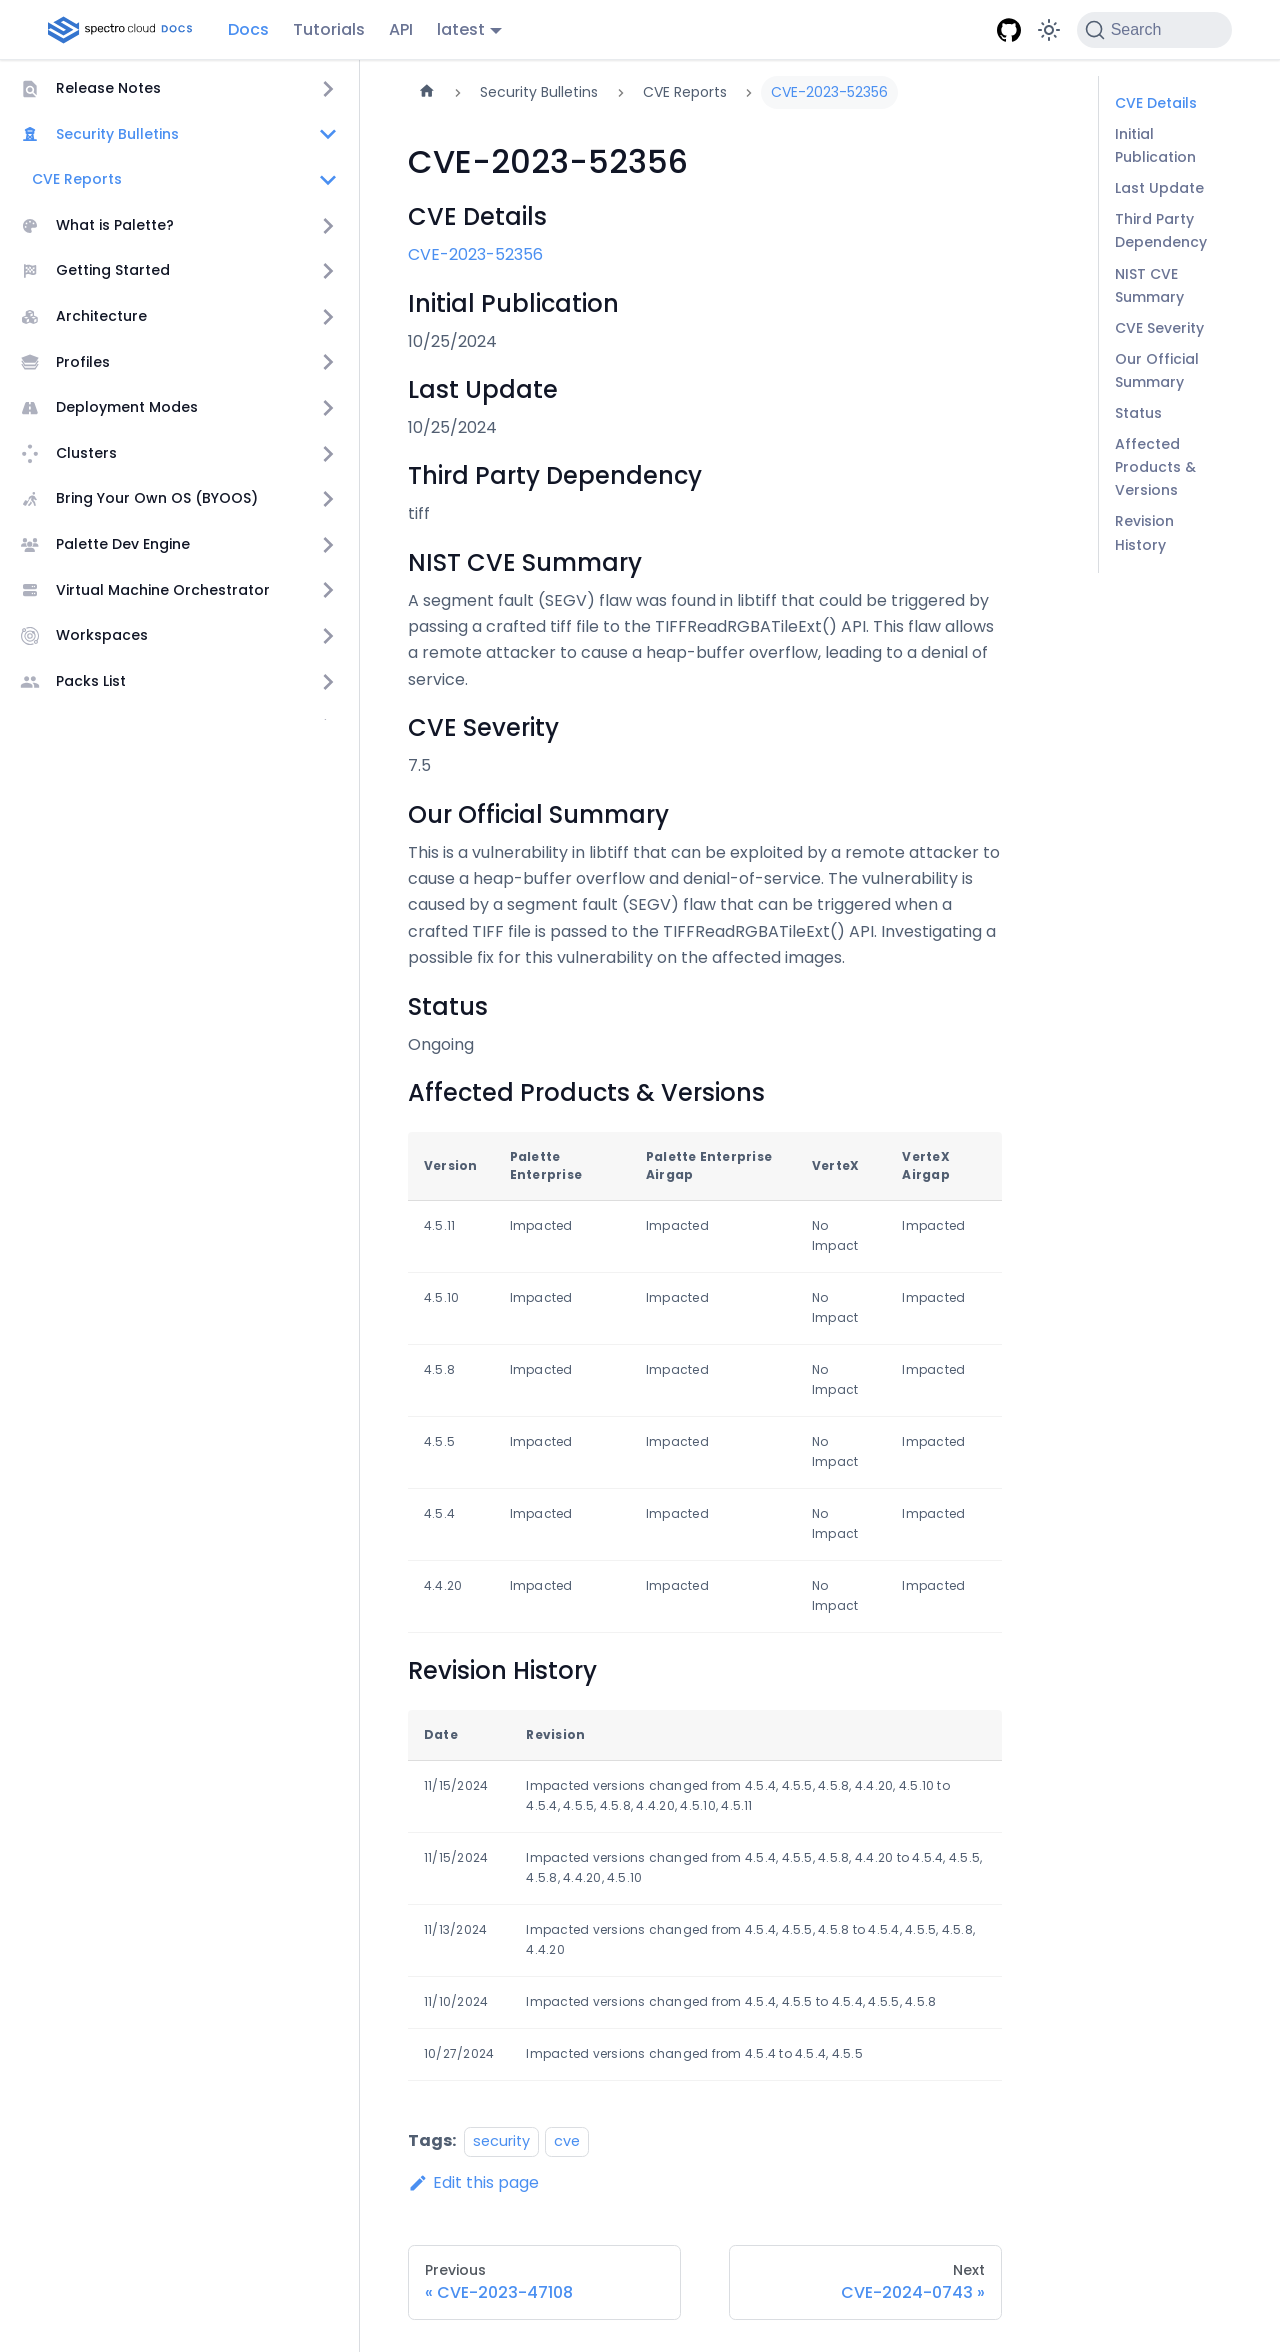 spectro cloud DOCS
Docs
Tutorials
API
latest
Search
Release Notes
Security Bulletins
CVE Reports
What is Palette?
Getting Started
Architecture
Profiles
Deployment Modes
Clusters
Bring Your Own OS (BYOOS)
Palette Dev Engine
Virtual Machine Orchestrator
Workspaces
Packs List
Security Bulletins
CVE Reports
CVE-2023-52356
CVE-2023-52356
CVE Details
CVE-2023-52356
Initial Publication
10/25/2024
Last Update
10/25/2024
Third Party Dependency
tiff
NIST CVE Summary
A segment fault (SEGV) flaw was found in libtiff that could be triggered by
passing a crafted tiff file to the TIFFReadRGBATileExt() API. This flaw allows
a remote attacker to cause a heap-buffer overflow, leading to a denial of
service.
CVE Severity
7.5
Our Official Summary
This is a vulnerability in libtiff that can be exploited by a remote attacker to
cause a heap-buffer overflow and denial-of-service. The vulnerability is
caused by a segment fault (SEGV) flaw that can be triggered when a
crafted TIFF file is passed to the TIFFReadRGBATileExt() API. Investigating a
possible fix for this vulnerability on the affected images.
Status
Ongoing
Affected Products & Versions
Version Palette Enterprise Palette Enterprise Airgap VerteX VerteX Airgap
4.5.11 Impacted Impacted No Impact Impacted
4.5.10 Impacted Impacted No Impact Impacted
4.5.8 Impacted Impacted No Impact Impacted
4.5.5 Impacted Impacted No Impact Impacted
4.5.4 Impacted Impacted No Impact Impacted
4.4.20 Impacted Impacted No Impact Impacted
Revision History
Date Revision
11/15/2024 Impacted versions changed from 4.5.4, 4.5.5, 4.5.8, 4.4.20, 4.5.10 to
4.5.4, 4.5.5, 4.5.8, 4.4.20, 4.5.10, 4.5.11
11/15/2024 Impacted versions changed from 4.5.4, 4.5.5, 4.5.8, 4.4.20 to 4.5.4, 4.5.5,
4.5.8, 4.4.20, 4.5.10
11/13/2024 Impacted versions changed from 4.5.4, 4.5.5, 4.5.8 to 4.5.4, 4.5.5, 4.5.8,
4.4.20
11/10/2024 Impacted versions changed from 4.5.4, 4.5.5 to 4.5.4, 4.5.5, 4.5.8
10/27/2024 Impacted versions changed from 4.5.4 to 4.5.4, 4.5.5
Tags: security cve
Edit this page
Previous
« CVE-2023-47108
Next
CVE-2024-0743 »
CVE Details
Initial
Publication
Last Update
Third Party
Dependency
NIST CVE
Summary
CVE Severity
Our Official
Summary
Status
Affected
Products &
Versions
Revision
History